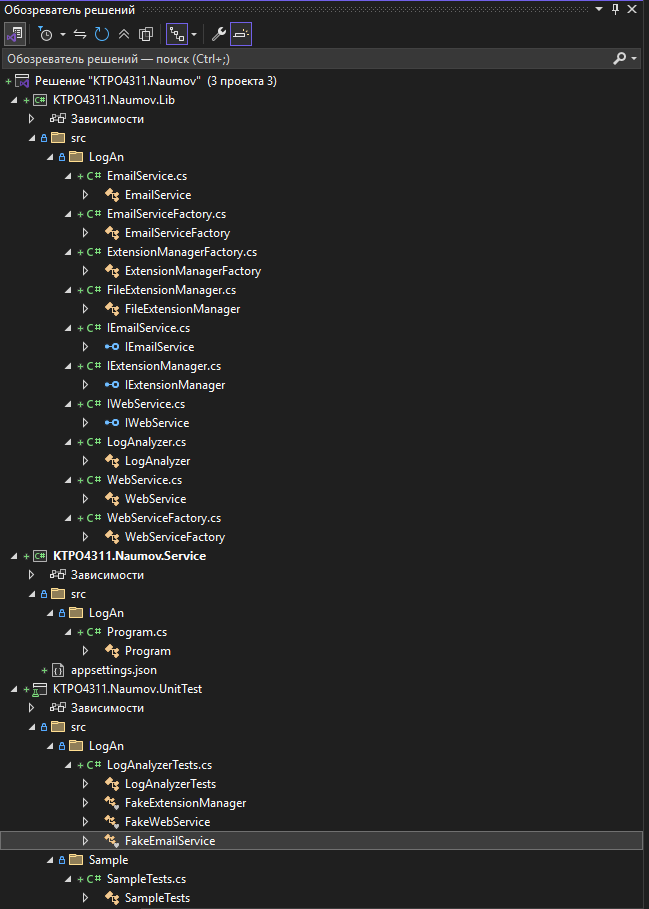 Обозреватель решений
Обозреватель решений — поиск (Ctrl+;)
Решение "KTPO4311.Naumov" (3 проекта 3)
KTPO4311.Naumov.Lib
Зависимости
src
LogAn
EmailService.cs
EmailService
EmailServiceFactory.cs
EmailServiceFactory
ExtensionManagerFactory.cs
ExtensionManagerFactory
FileExtensionManager.cs
FileExtensionManager
IEmailService.cs
IEmailService
IExtensionManager.cs
IExtensionManager
IWebService.cs
IWebService
LogAnalyzer.cs
LogAnalyzer
WebService.cs
WebService
WebServiceFactory.cs
WebServiceFactory
KTPO4311.Naumov.Service
Зависимости
src
LogAn
Program.cs
Program
appsettings.json
KTPO4311.Naumov.UnitTest
Зависимости
src
LogAn
LogAnalyzerTests.cs
LogAnalyzerTests
FakeExtensionManager
FakeWebService
FakeEmailService
Sample
SampleTests.cs
SampleTests